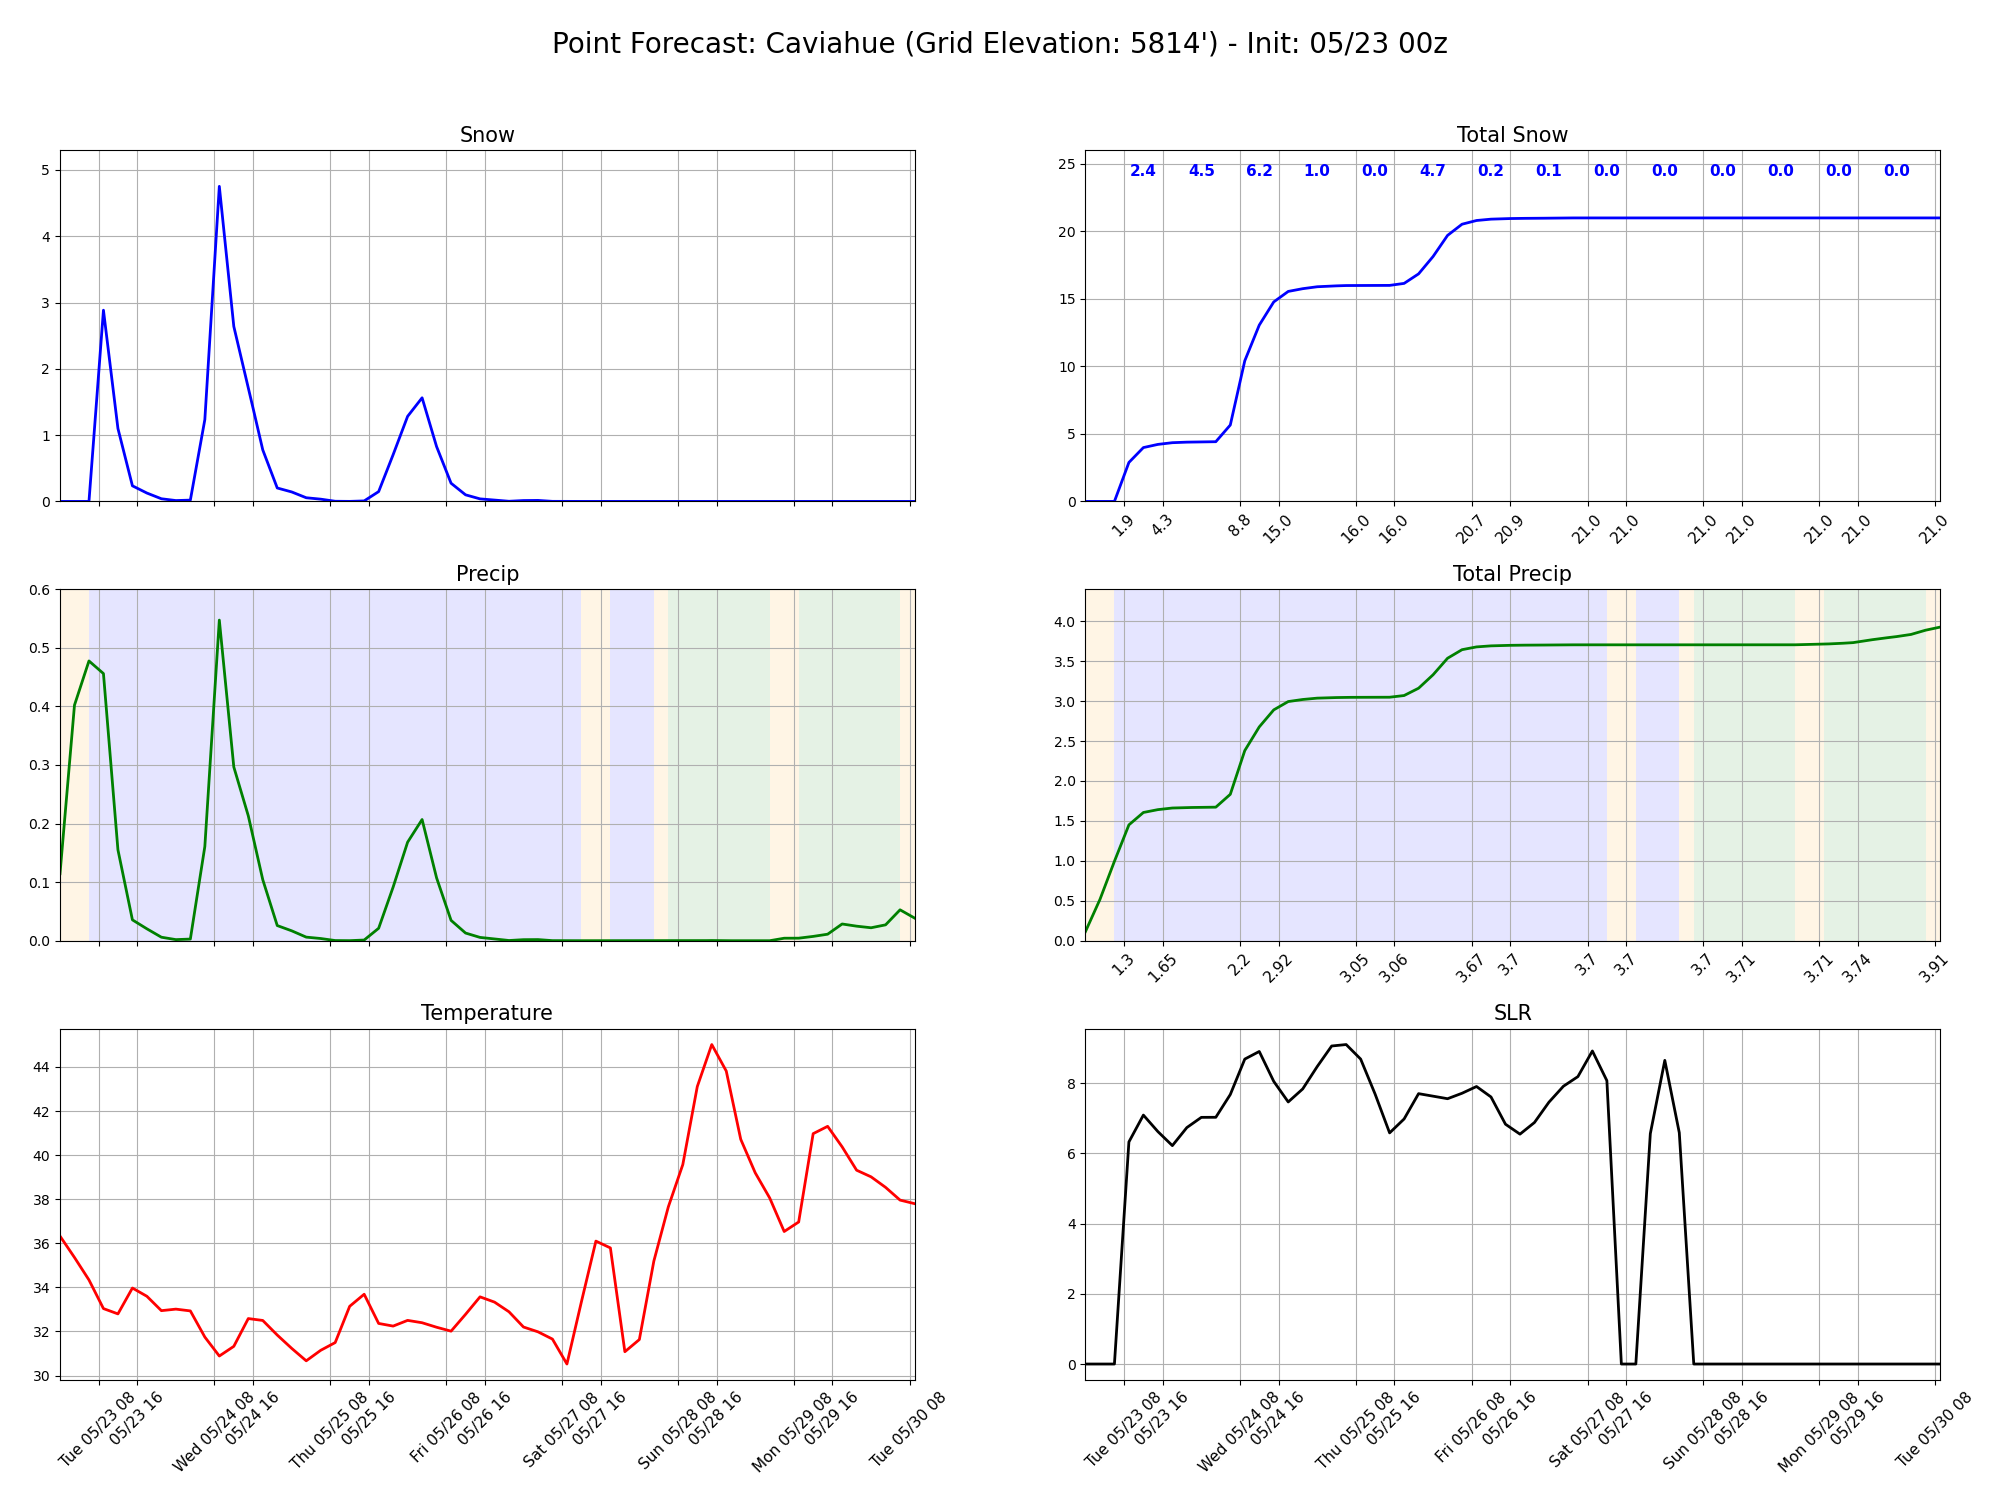 Point Forecast: Caviahue (Grid Elevation: 5814') - Init: 05/23 00z
Snow
5
4
3
2
1
0
Total Snow
25
20
15
10
5
0
2.4 4.5 6.2 1.0 0.0 4.7 0.2 0.1 0.0 0.0 0.0 0.0 0.0 0.0
1.9 4.3 8.8 15.0 16.0 16.0 20.7 20.9 21.0 21.0 21.0 21.0 21.0 21.0 21.0
Precip
0.6
0.5
0.4
0.3
0.2
0.1
0.0
Total Precip
4.0
3.5
3.0
2.5
2.0
1.5
1.0
0.5
0.0
1.3 1.65 2.2 2.92 3.05 3.06 3.67 3.7 3.7 3.7 3.7 3.71 3.71 3.74 3.91
Temperature
44
42
40
38
36
34
32
30
Tue 05/23 08
05/23 16
Wed 05/24 08
05/24 16
Thu 05/25 08
05/25 16
Fri 05/26 08
05/26 16
Sat 05/27 08
05/27 16
Sun 05/28 08
05/28 16
Mon 05/29 08
05/29 16
Tue 05/30 08
SLR
8
6
4
2
0
Tue 05/23 08
05/23 16
Wed 05/24 08
05/24 16
Thu 05/25 08
05/25 16
Fri 05/26 08
05/26 16
Sat 05/27 08
05/27 16
Sun 05/28 08
05/28 16
Mon 05/29 08
05/29 16
Tue 05/30 08